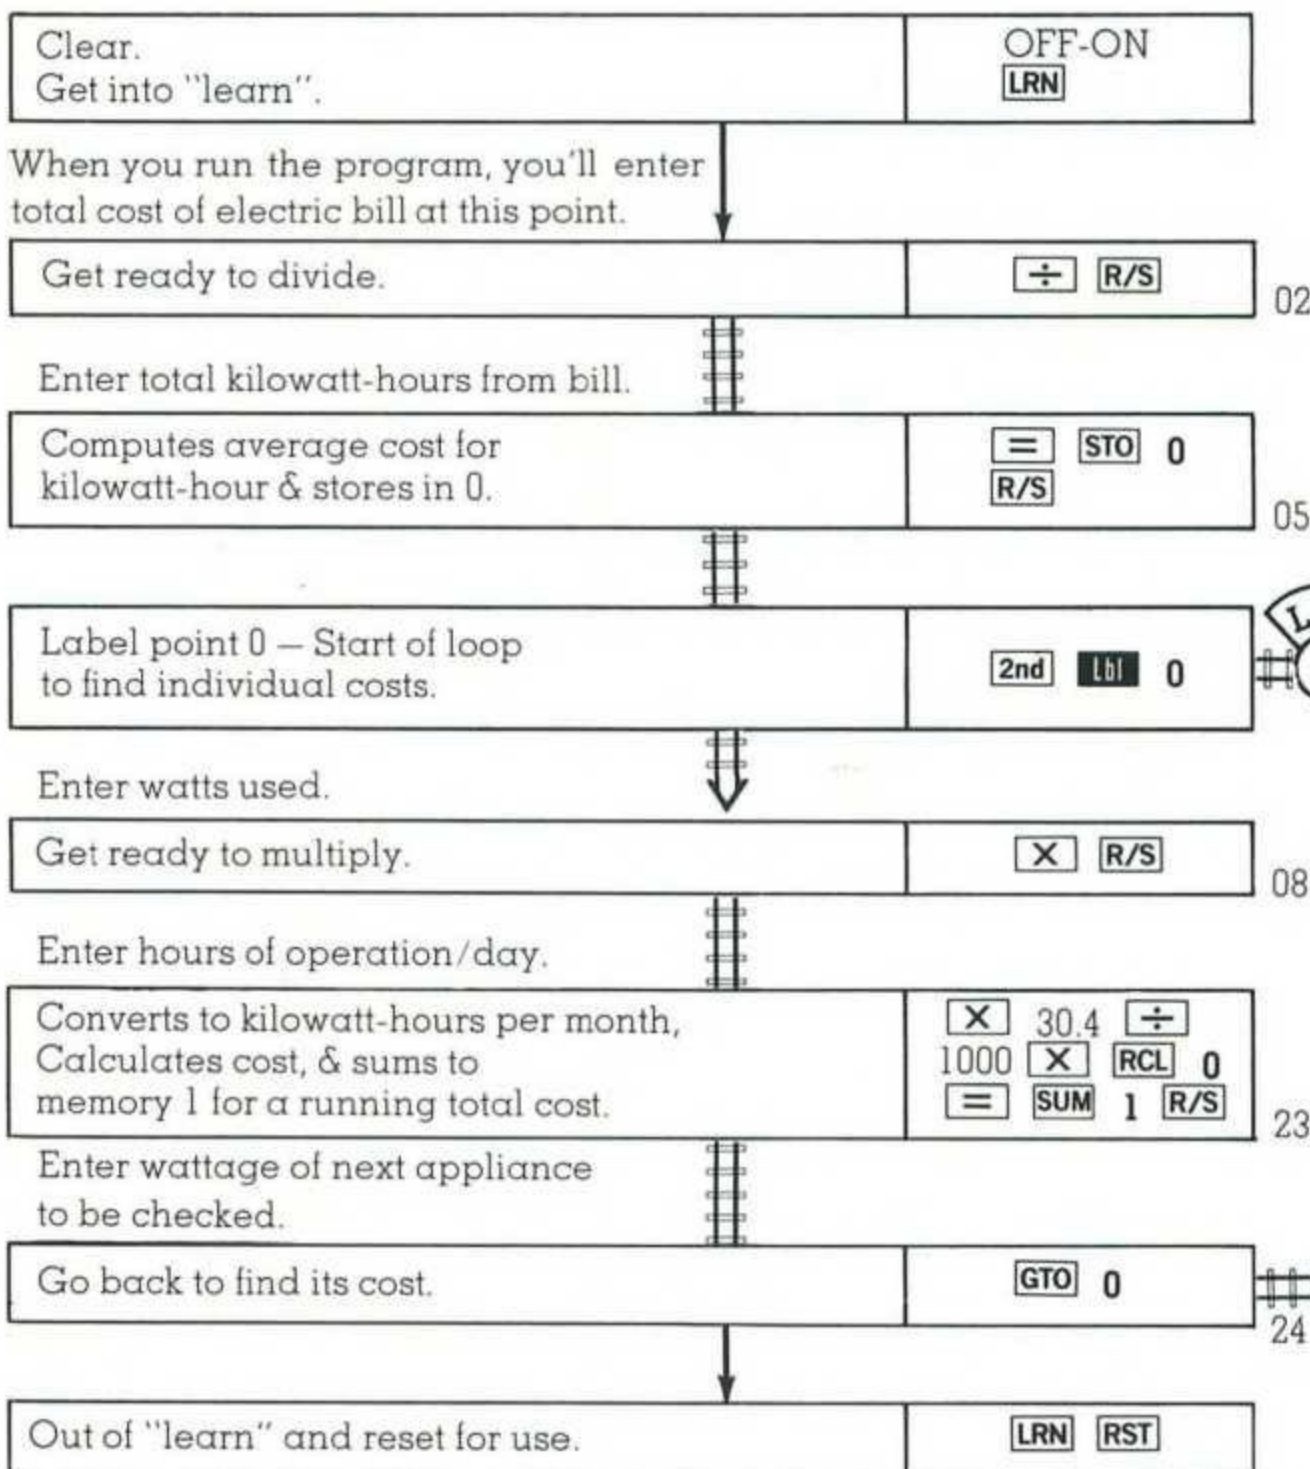 Clear.
OFF-ON
Get into "learn".
LRN
When you run the program, you'll enter
total cost of electric bill at this point.
Get ready to divide.
÷ R/S
02
Enter total kilowatt-hours from bill.
Computes average cost for
kilowatt-hour & stores in 0.
= STO 0
R/S
05
Label point 0 — Start of loop
to find individual costs.
2nd Lbl 0
L
Enter watts used.
Get ready to multiply.
X R/S
08
Enter hours of operation/day.
Converts to kilowatt-hours per month,
Calculates cost, & sums to
memory 1 for a running total cost.
X 30.4 ÷
1000 X RCL 0
= SUM 1 R/S
23
Enter wattage of next appliance
to be checked.
Go back to find its cost.
GTO 0
24
Out of "learn" and reset for use.
LRN RST